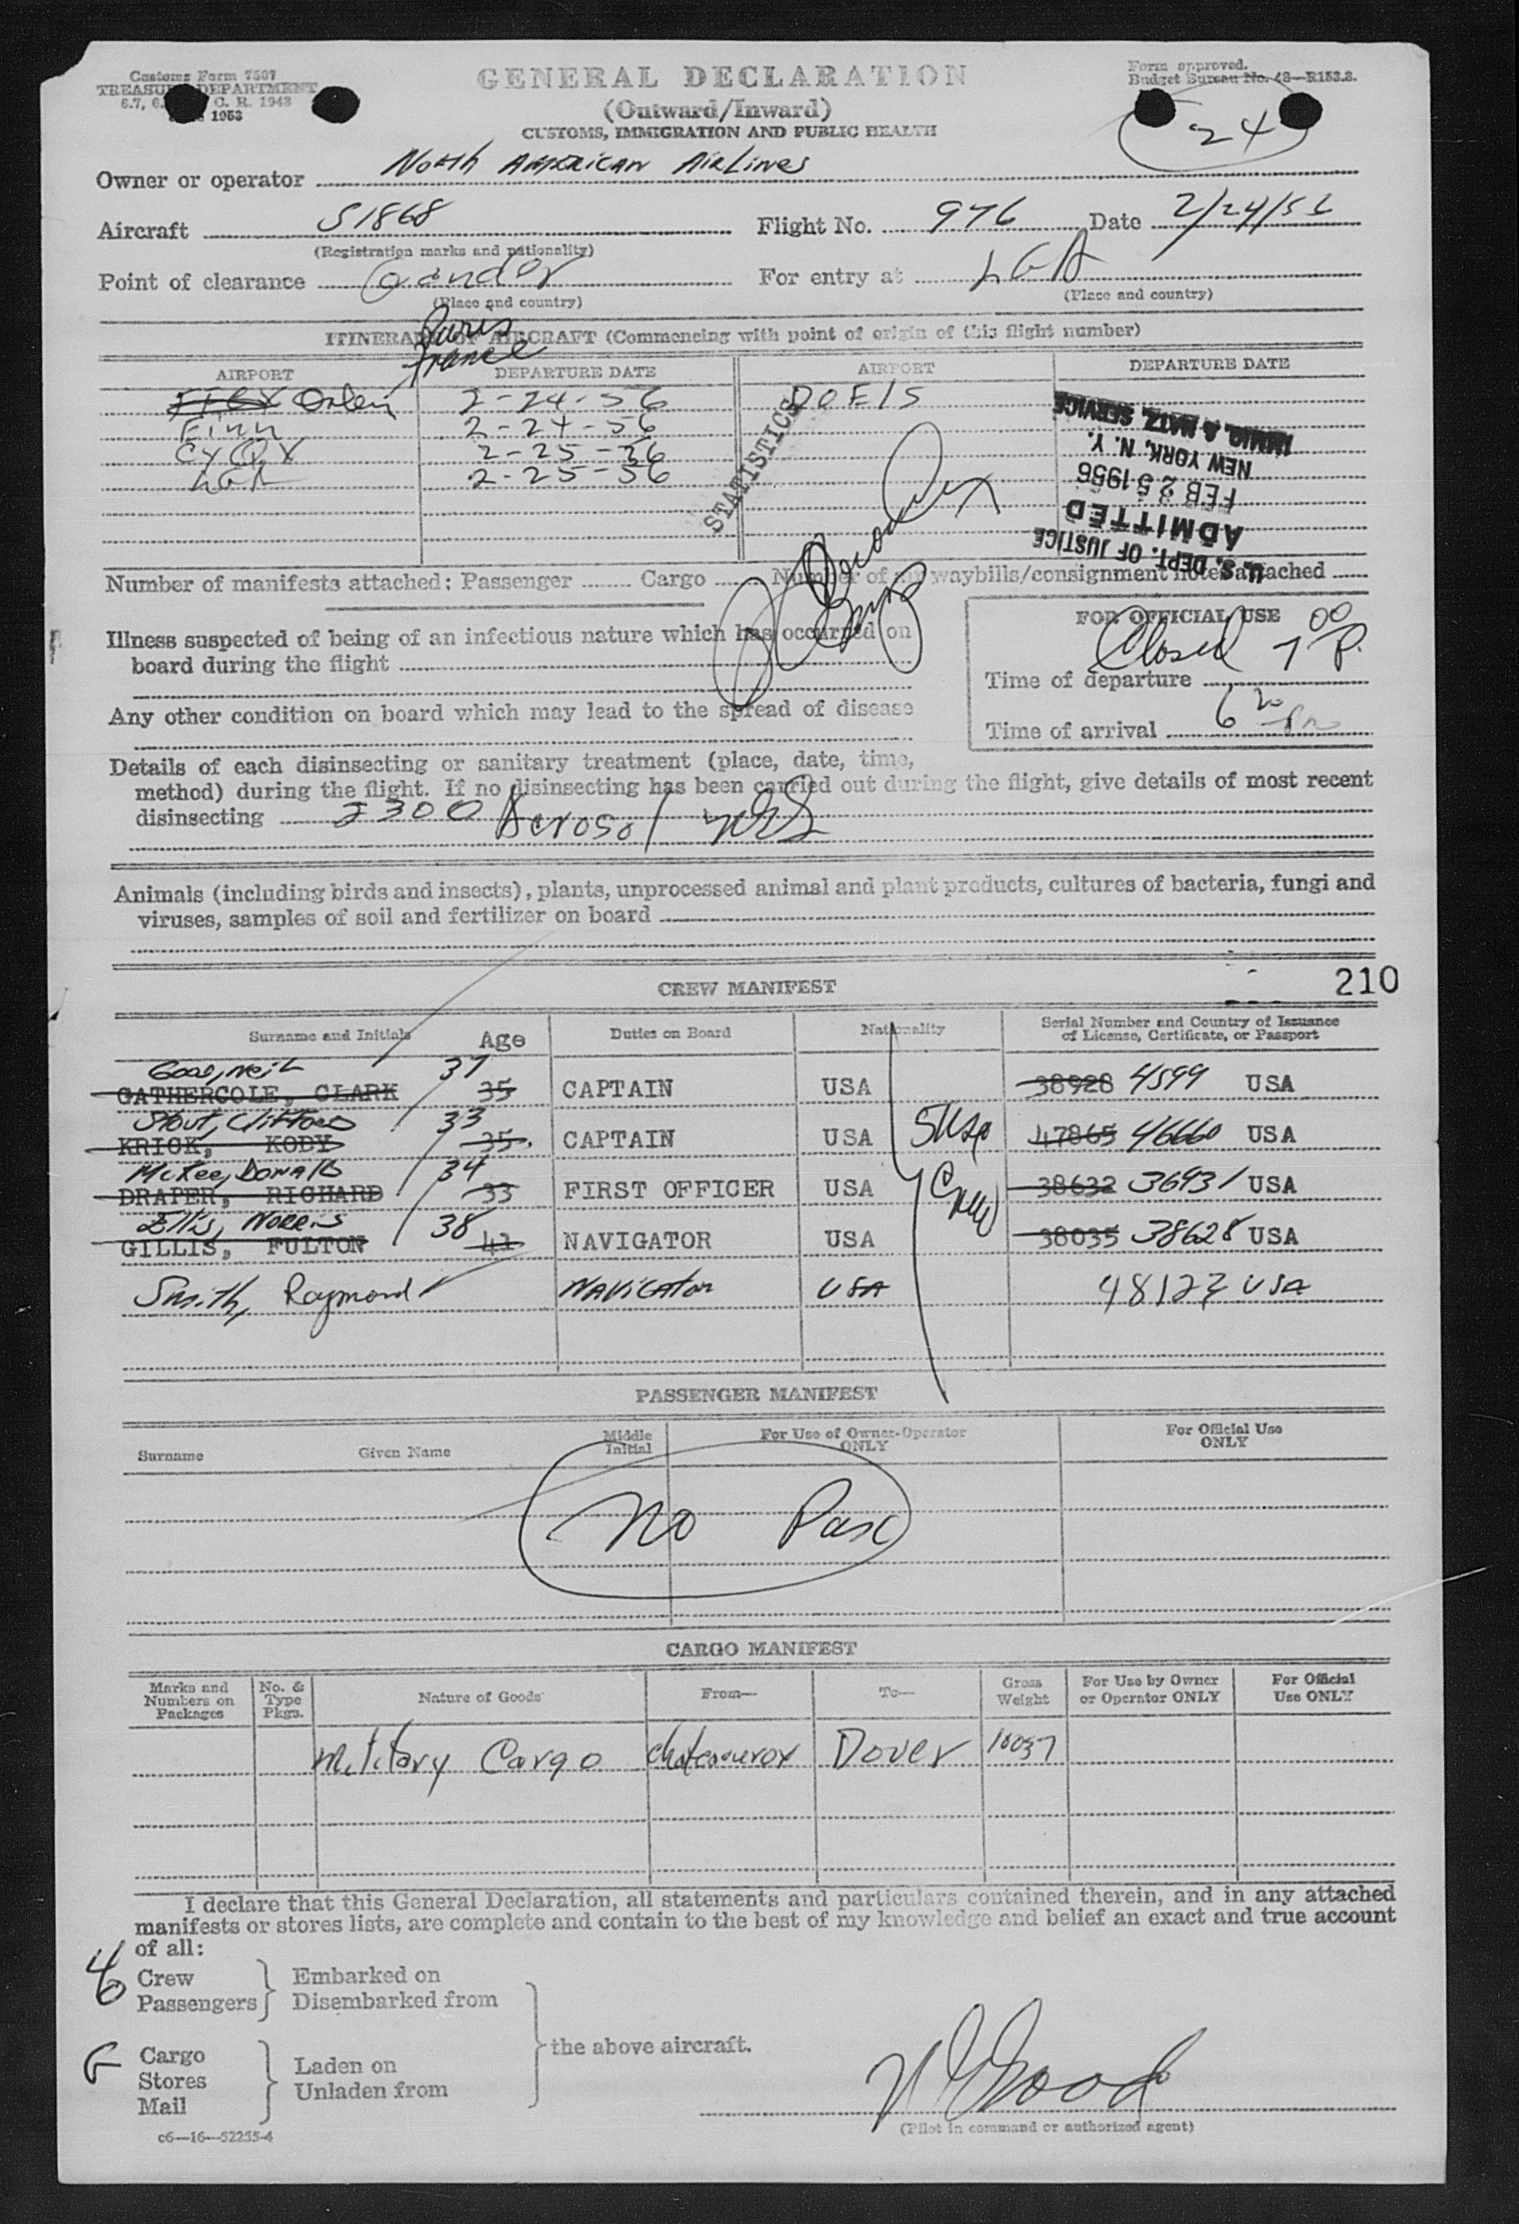 Customs Form 7507
TREASURY DEPARTMENT
C. R. 1943
1953
GENERAL DECLARATION
(Outward/Inward)
CUSTOMS, IMMIGRATION AND PUBLIC HEALTH
Form approved.
Budget Bureau No. 48—R153.3.
24
Owner or operator North American AirLines
Aircraft 51868 Flight No. 976 Date 2/24/56
(Registration marks and nationality)
Point of clearance Gander For entry at LGA
(Place and country) (Place and country)
Paris
France
ITINERARY OF AIRCRAFT (Commencing with point of origin of this flight number)
AIRPORT DEPARTURE DATE AIRPORT DEPARTURE DATE
Orly 2-24-56
Finn 2-24-56
CYQX 2-25-56
LGA 2-25-56
STATISTICS
U. S. DEPT. OF JUSTICE
ADMITTED
FEB 25 1956
NEW YORK, N. Y.
IMMIG. & NATZ. SERVICE
Number of manifests attached: Passenger Cargo Number of air waybills/consignment notes attached
Illness suspected of being of an infectious nature which has occurred on
board during the flight
FOR OFFICIAL USE
Closed 7 00 P.
Time of departure
Any other condition on board which may lead to the spread of disease
Time of arrival 6 20 pm
Details of each disinsecting or sanitary treatment (place, date, time,
method) during the flight. If no disinsecting has been carried out during the flight, give details of most recent
disinsecting 2300 Aerosol
Animals (including birds and insects), plants, unprocessed animal and plant products, cultures of bacteria, fungi and
viruses, samples of soil and fertilizer on board
210
CREW MANIFEST
Surname and Initials Age Duties on Board Nationality Serial Number and Country of Issuance
of License, Certificate, or Passport
Good, Neil 37
GATHERCOLE, CLARK 35 CAPTAIN USA 38928 4599 USA
Stout, Clifford 33
KRICK, KODY 35. CAPTAIN USA 47865 46660 USA
McKee, Donald 34
DRAPER, RICHARD 33 FIRST OFFICER USA 38632 36931 USA
Ellis, Norris 38
GILLIS, FULTON 41 NAVIGATOR USA 38035 38628 USA
Smith, Raymond Navigator USA 48127 USA
5 USA
Crew
PASSENGER MANIFEST
Surname Given Name Middle
Initial For Use of Owner-Operator
ONLY For Official Use
ONLY
No Pax
CARGO MANIFEST
Marks and
Numbers on
Packages No. &
Type
Pkgs. Nature of Goods From— To— Gross
Weight For Use by Owner
or Operator ONLY For Official
Use ONLY
Military Cargo Chateauroux Dover 10037
I declare that this General Declaration, all statements and particulars contained therein, and in any attached
manifests or stores lists, are complete and contain to the best of my knowledge and belief an exact and true account
of all:
Crew
Passengers Embarked on
Disembarked from
the above aircraft.
Cargo
Stores
Mail Laden on
Unladen from
N Good
(Pilot in command or authorized agent)
c6—16—52255-4